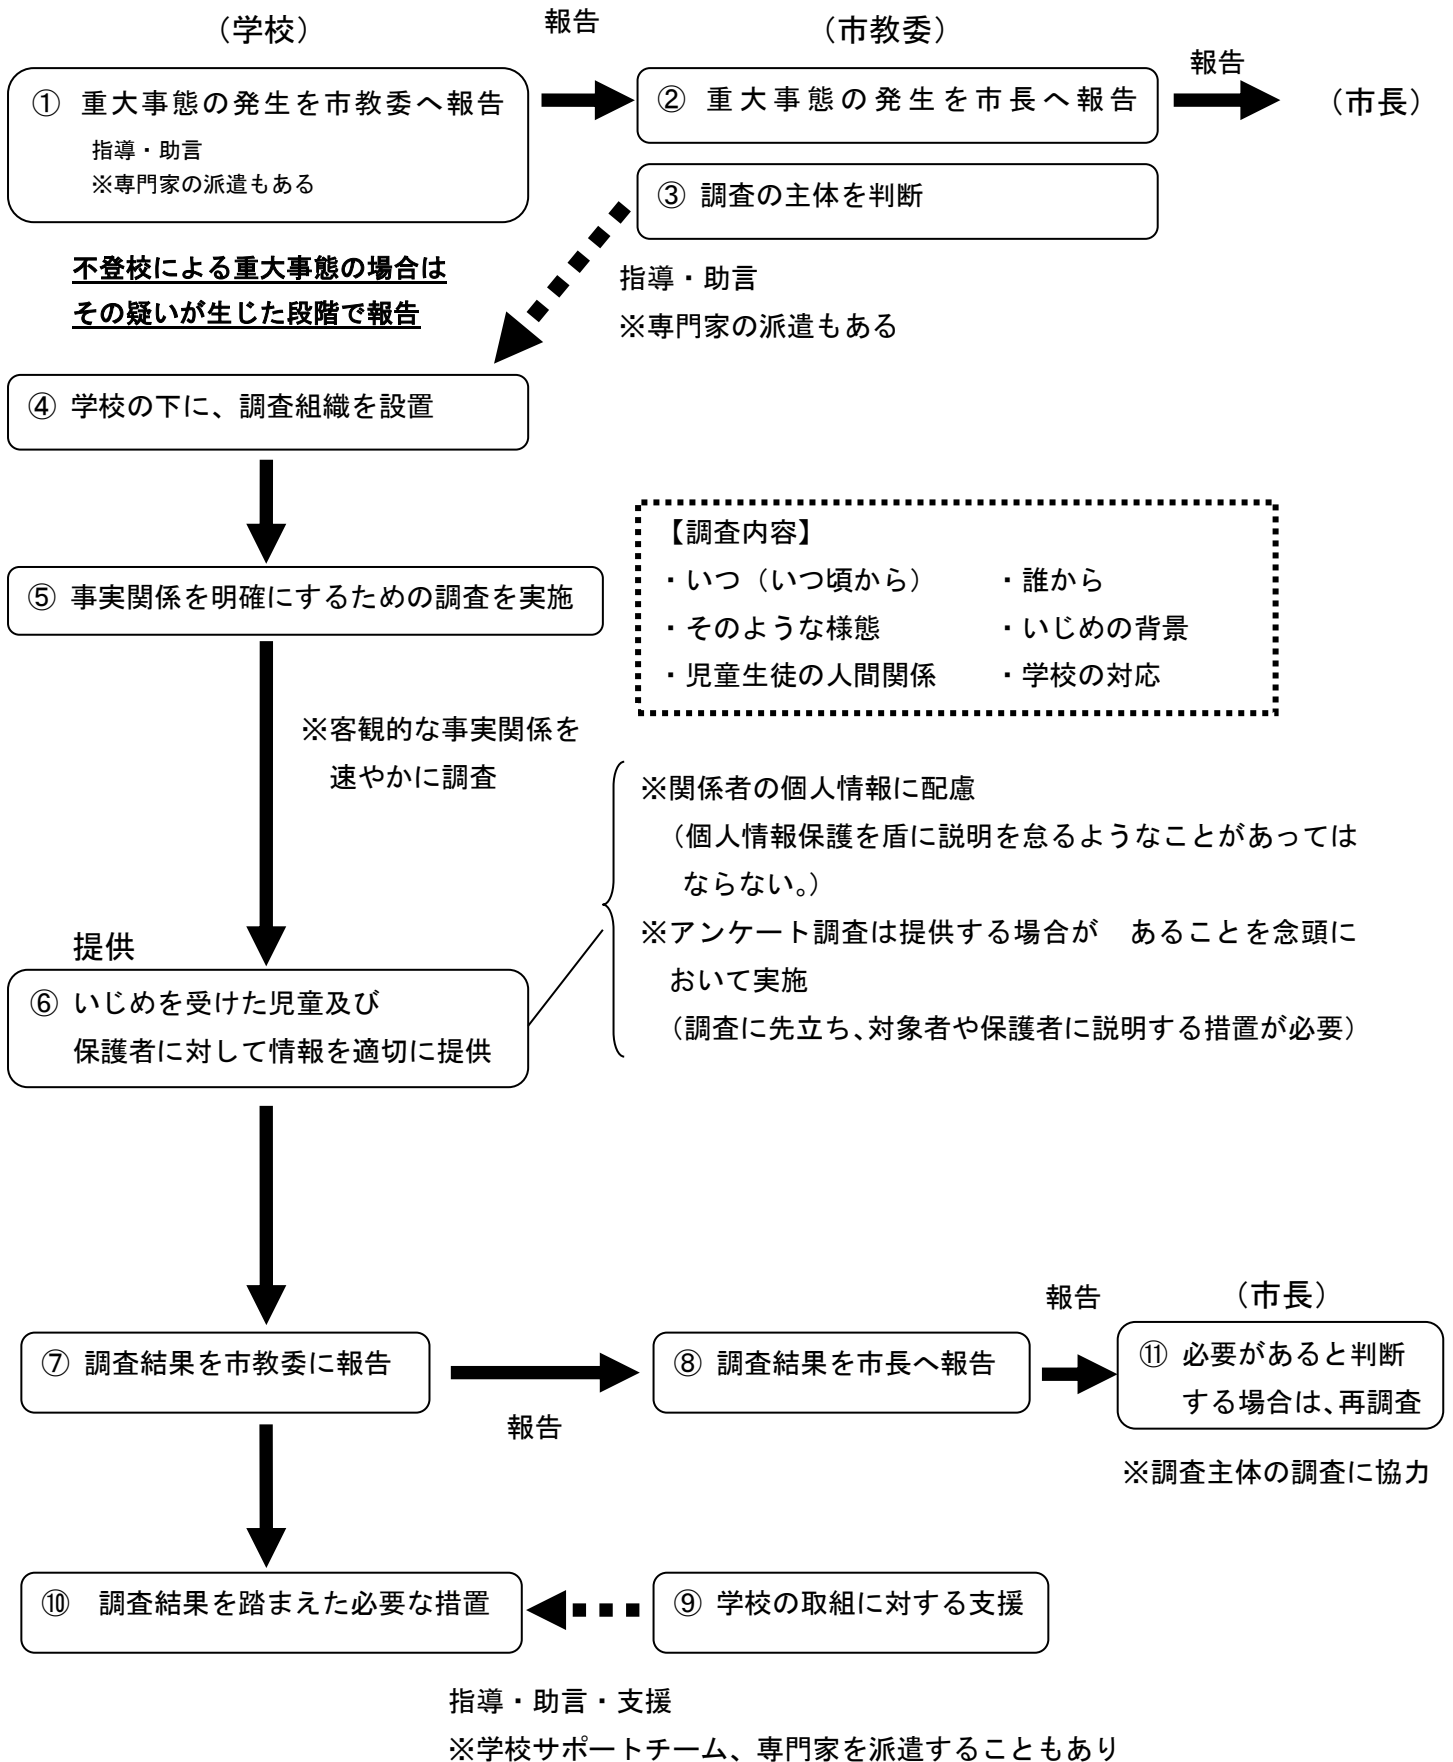 （学校）
報告
（市教委）
報告
① 重大事態の発生を市教委へ報告
指導・助言
※専門家の派遣もある
② 重大事態の発生を市長へ報告
（市長）
③ 調査の主体を判断
不登校による重大事態の場合は
その疑いが生じた段階で報告
指導・助言
※専門家の派遣もある
④ 学校の下に、調査組織を設置
【調査内容】
・いつ（いつ頃から）　・誰から
・そのような様態　・いじめの背景
・児童生徒の人間関係　・学校の対応
⑤ 事実関係を明確にするための調査を実施
※客観的な事実関係を
速やかに調査
※関係者の個人情報に配慮
（個人情報保護を盾に説明を怠るようなことがあっては
ならない。）
※アンケート調査は提供する場合が　あることを念頭に
おいて実施
（調査に先立ち、対象者や保護者に説明する措置が必要）
提供
⑥ いじめを受けた児童及び
保護者に対して情報を適切に提供
⑦ 調査結果を市教委に報告
報告
⑧ 調査結果を市長へ報告
報告
（市長）
⑪ 必要があると判断
する場合は、再調査
※調査主体の調査に協力
⑩　調査結果を踏まえた必要な措置
⑨ 学校の取組に対する支援
指導・助言・支援
※学校サポートチーム、専門家を派遣することもあり